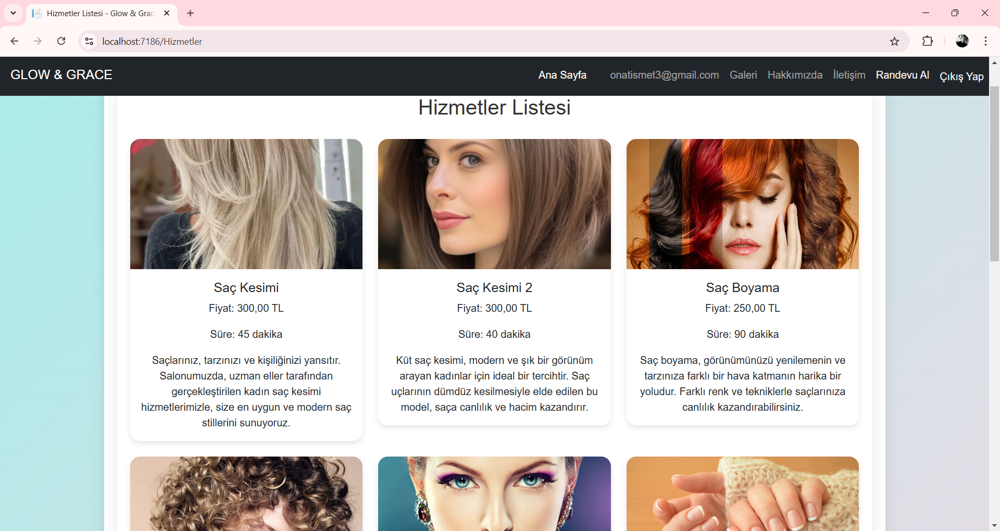 Hizmetler Listesi - Glow & Grac
localhost:7186/Hizmetler
GLOW & GRACE
Ana Sayfa
onatismet3@gmail.com
Galeri
Hakkımızda
İletişim
Randevu Al
Çıkış Yap
Hizmetler Listesi
Saç Kesimi
Fiyat: 300,00 TL
Süre: 45 dakika
Saçlarınız, tarzınızı ve kişiliğinizi yansıtır.
Salonumuzda, uzman eller tarafından
gerçekleştirilen kadın saç kesimi
hizmetlerimizle, size en uygun ve modern saç
stillerini sunuyoruz.
Saç Kesimi 2
Fiyat: 300,00 TL
Süre: 40 dakika
Küt saç kesimi, modern ve şık bir görünüm
arayan kadınlar için ideal bir tercihtir. Saç
uçlarının dümdüz kesilmesiyle elde edilen bu
model, saça canlılık ve hacim kazandırır.
Saç Boyama
Fiyat: 250,00 TL
Süre: 90 dakika
Saç boyama, görünümünüzü yenilemenin ve
tarzınıza farklı bir hava katmanın harika bir
yoludur. Farklı renk ve tekniklerle saçlarınıza
canlılık kazandırabilirsiniz.